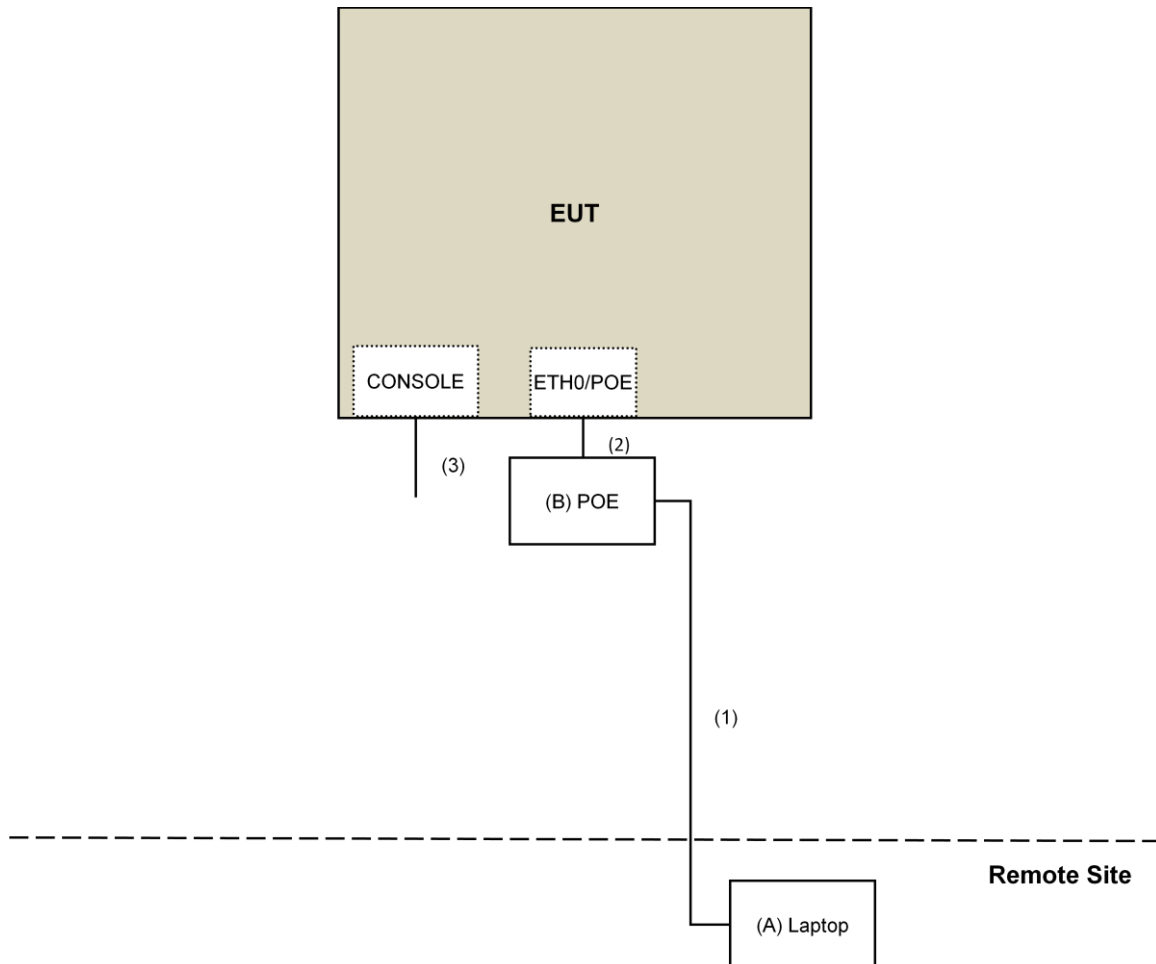 EUT
CONSOLE
ETH0/POE
(2)
(3)
(B) POE
(1)
Remote Site
(A) Laptop